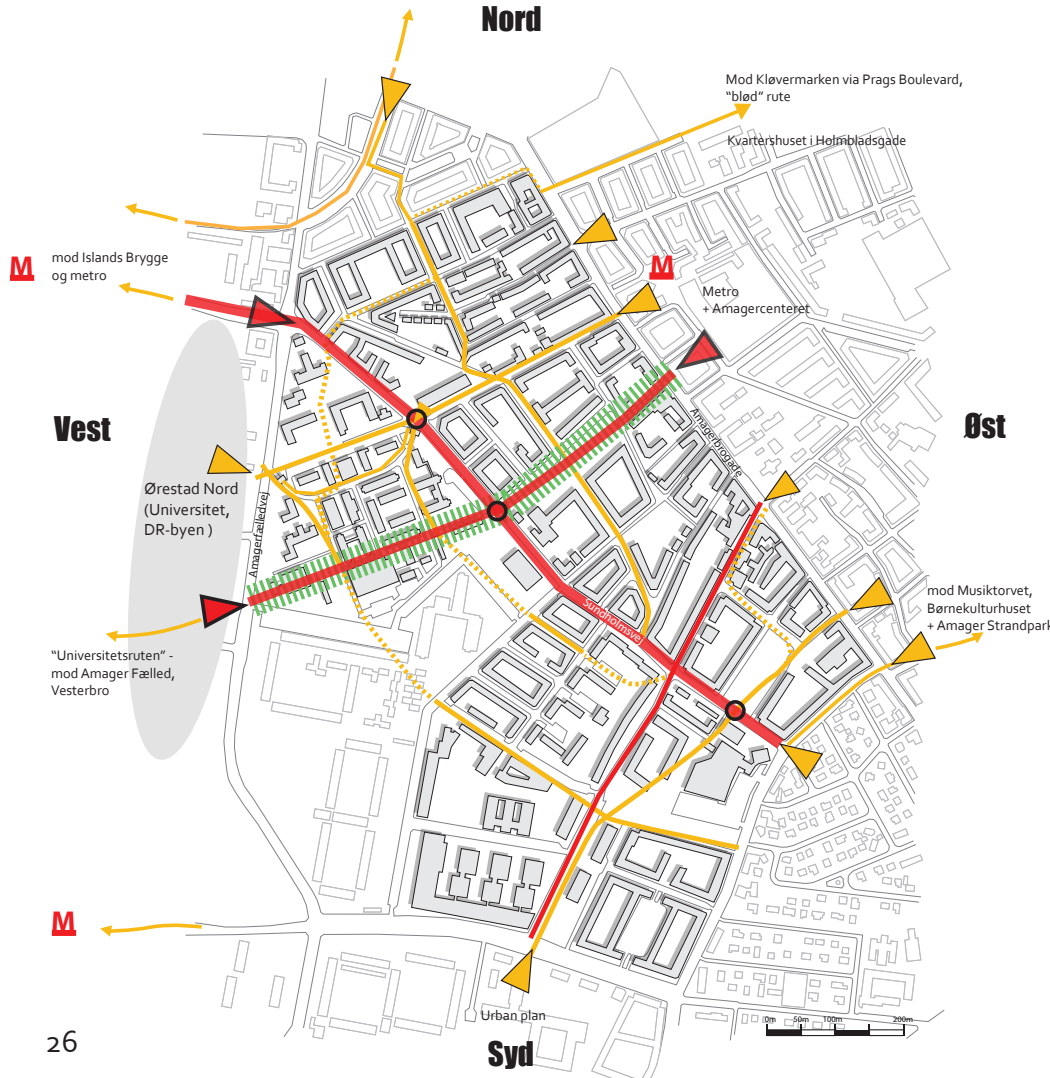 Nord
Mod Kløvermarken via Prags Boulevard,
"blød" rute
Kvartershuset i Holmbladsgade
M
mod Islands Brygge
og metro
M
Metro
+ Amagercenteret
Vest
Øst
Amagerbrogade
Ørestad Nord
(Universitet,
DR-byen )
Amagerfælledvej
Sundholmsvej
mod Musiktorvet,
Børnekulturhuset
+ Amager Strandpark
"Universitetsruten" -
mod Amager Fælled,
Vesterbro
M
Urban plan
0m 50m 100m 200m
26
Syd